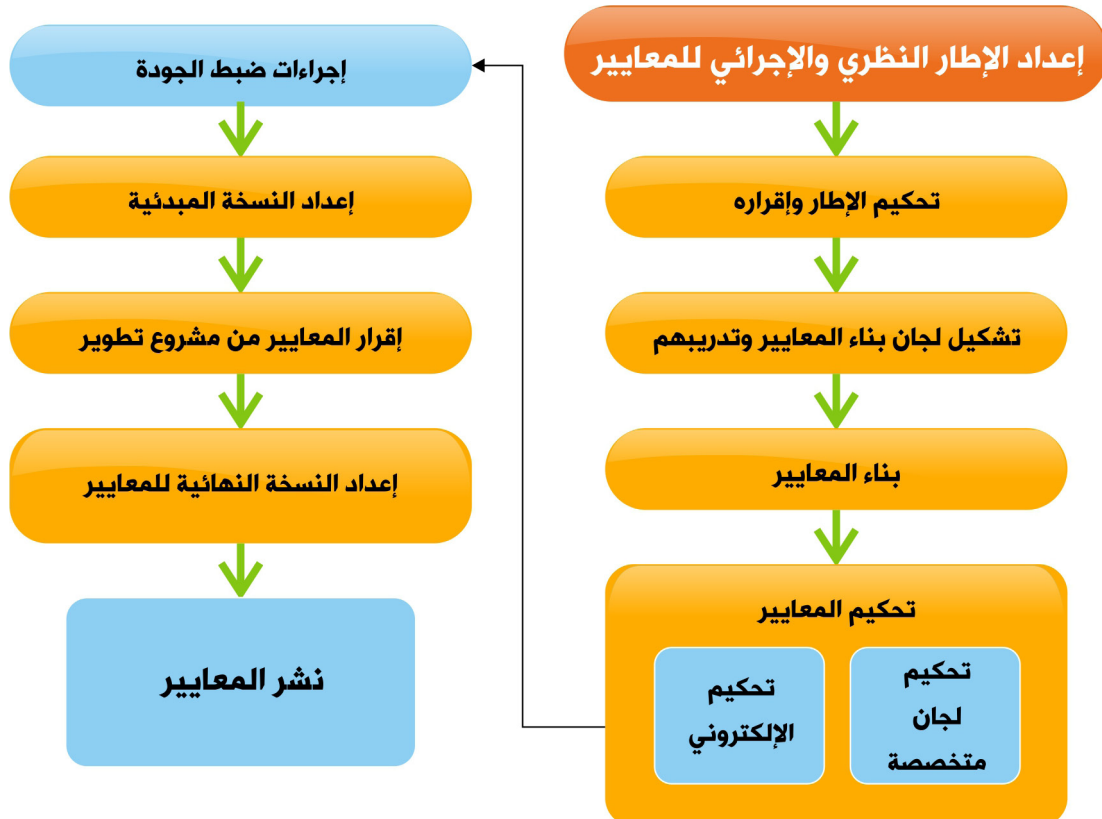 إعداد الإطار النظري والإجرائي للمعايير
تحكيم الإطار وإقراره
تشكيل لجان بناء المعايير وتدريبهم
بناء المعايير
تحكيم المعايير
تحكيم
لجان
متخصصة
تحكيم
الإلكتروني
إجراءات ضبط الجودة
إعداد النسخة المبدئية
إقرار المعايير من مشروع تطوير
إعداد النسخة النهائية للمعايير
نشر المعايير